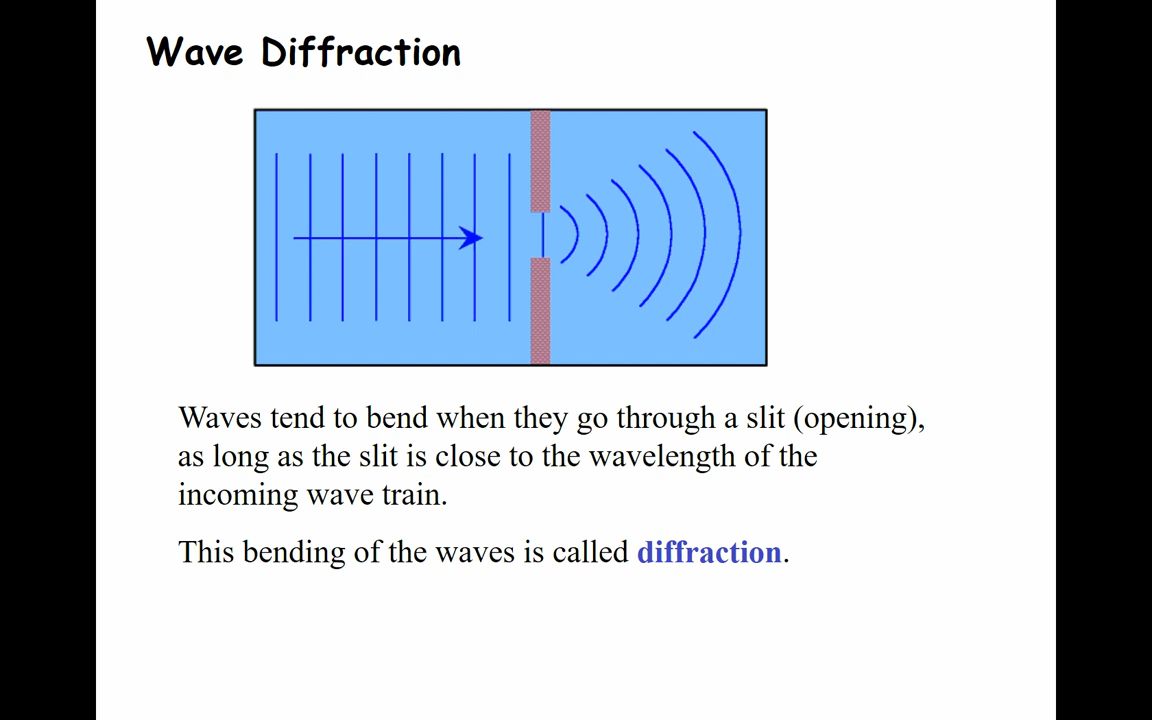 Wave Diffraction
Waves tend to bend when they go through a slit (opening),
as long as the slit is close to the wavelength of the
incoming wave train.
This bending of the waves is called diffraction.